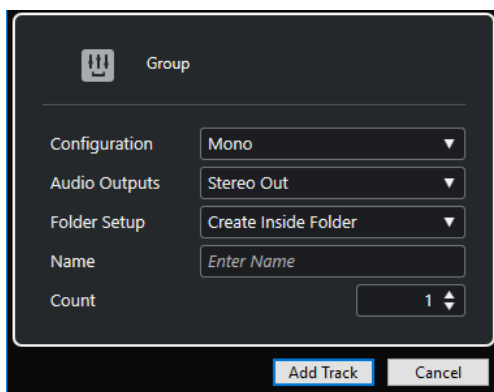 Group
Configuration Mono
Audio Outputs Stereo Out
Folder Setup Create Inside Folder
Name Enter Name
Count 1
Add Track Cancel